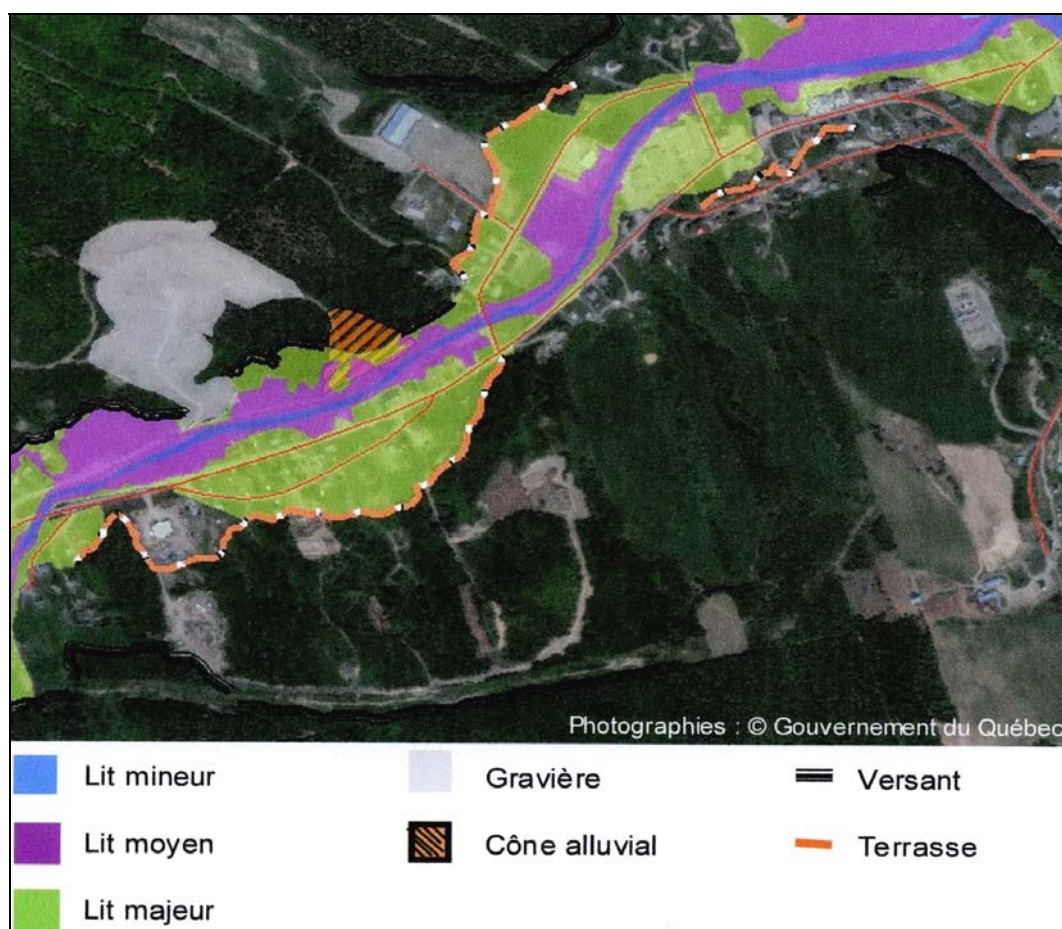 Photographies : © Gouvernement du Québec
Lit mineur
Lit moyen
Lit majeur
Gravière
Cône alluvial
Versant
Terrasse